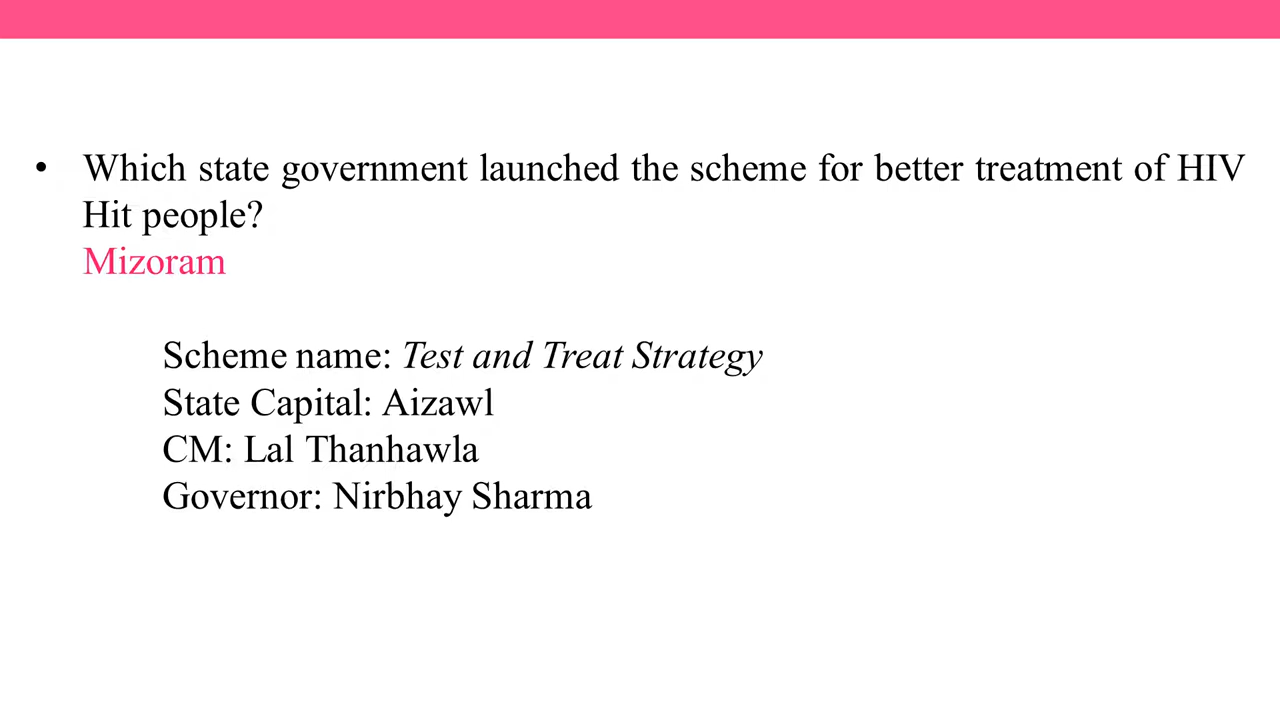 • Which state government launched the scheme for better treatment of HIV
Hit people?
Mizoram
Scheme name: Test and Treat Strategy
State Capital: Aizawl
CM: Lal Thanhawla
Governor: Nirbhay Sharma